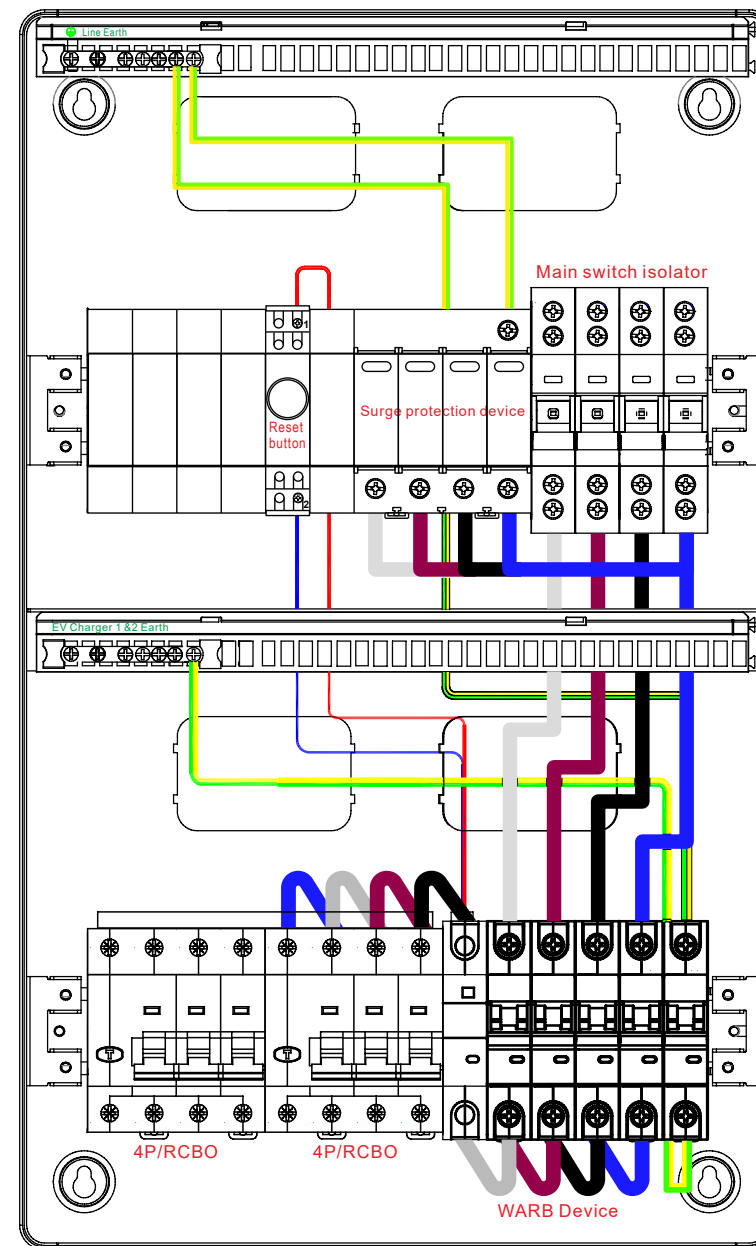 Line Earth
Main switch isolator
1
Surge protection device
Reset
button
2
EV Charger 1 &2 Earth
T
T
4P/RCBO
4P/RCBO
WARB Device